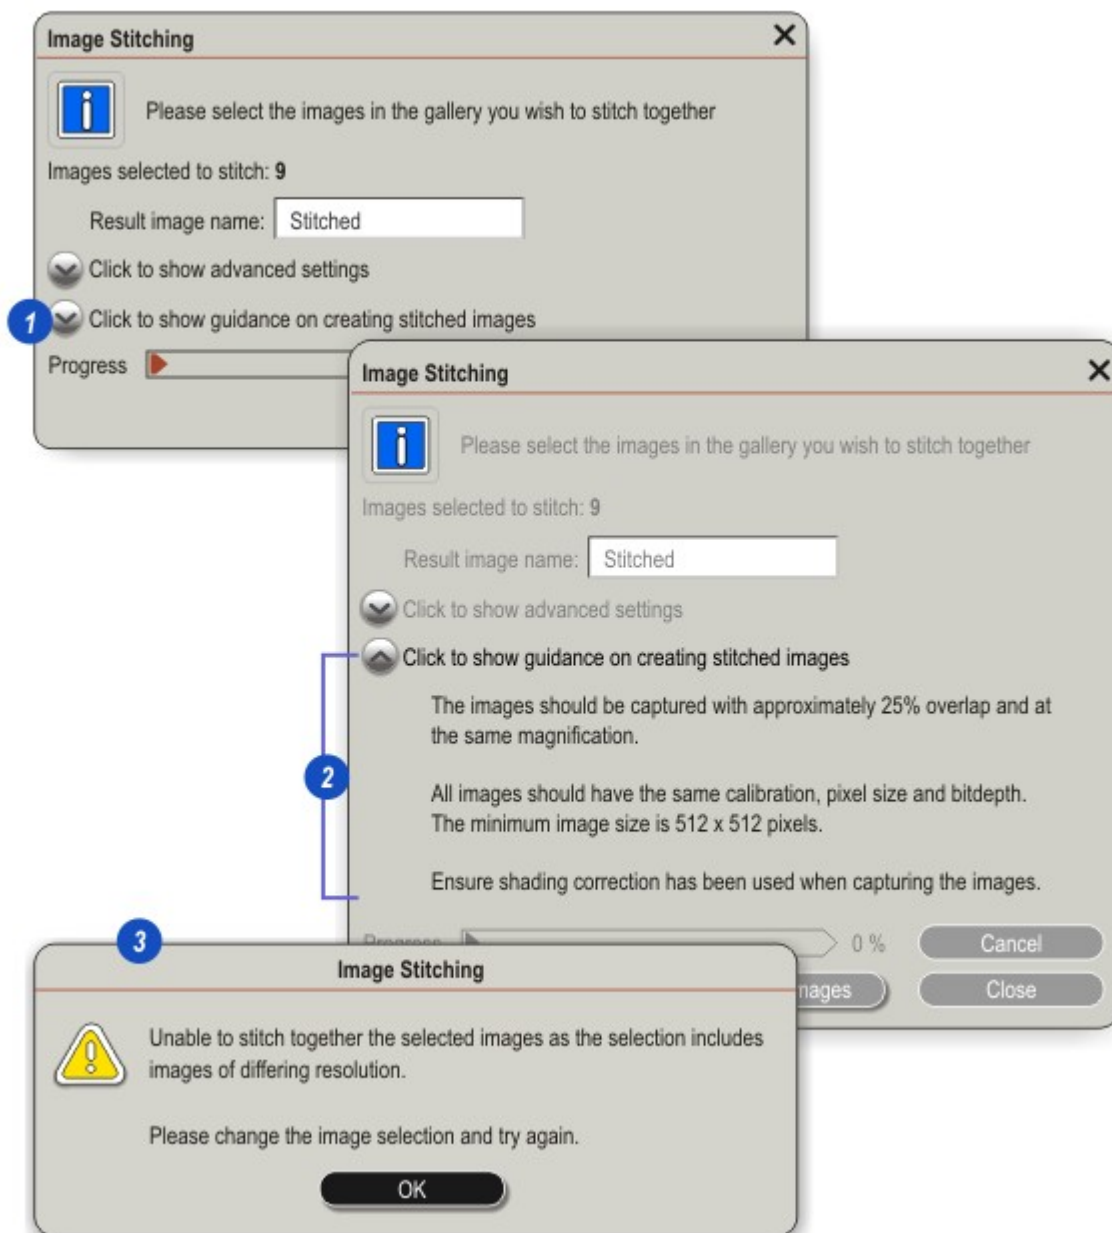 Image Stitching
Please select the images in the gallery you wish to stitch together
Images selected to stitch: 9
Result image name: Stitched
Click to show advanced settings
1
Click to show guidance on creating stitched images
Progress
Image Stitching
Please select the images in the gallery you wish to stitch together
Images selected to stitch: 9
Result image name: Stitched
Click to show advanced settings
Click to show guidance on creating stitched images
2
The images should be captured with approximately 25% overlap and at
the same magnification.
All images should have the same calibration, pixel size and bitdepth.
The minimum image size is 512 x 512 pixels.
Ensure shading correction has been used when capturing the images.
Progress 0 % Cancel
mages Close
3
Image Stitching
Unable to stitch together the selected images as the selection includes
images of differing resolution.
Please change the image selection and try again.
OK